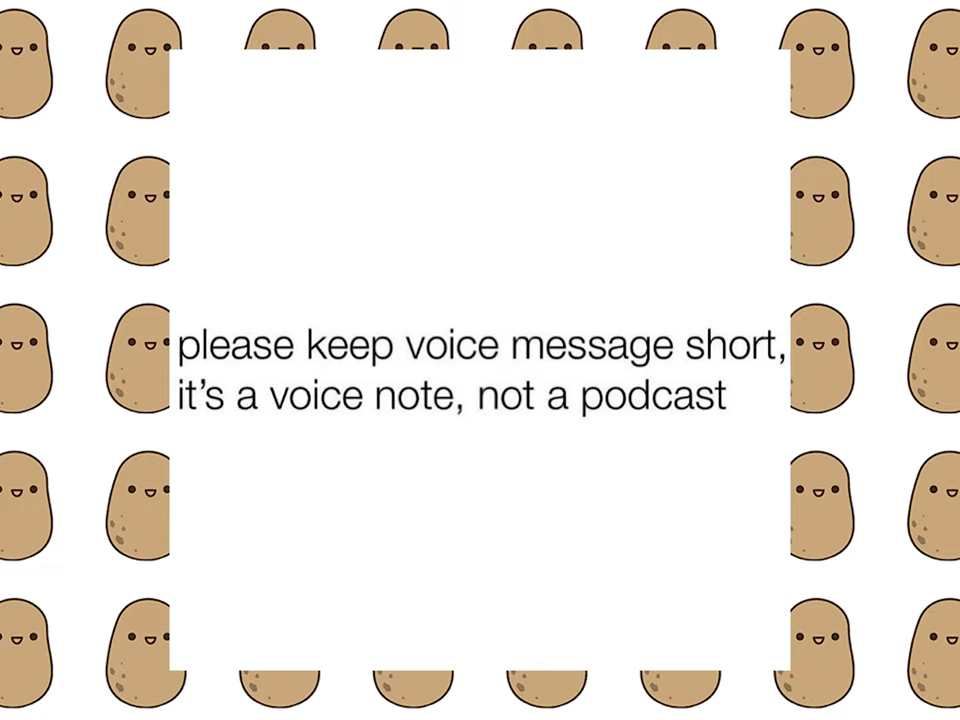 please keep voice message short,
it’s a voice note, not a podcast